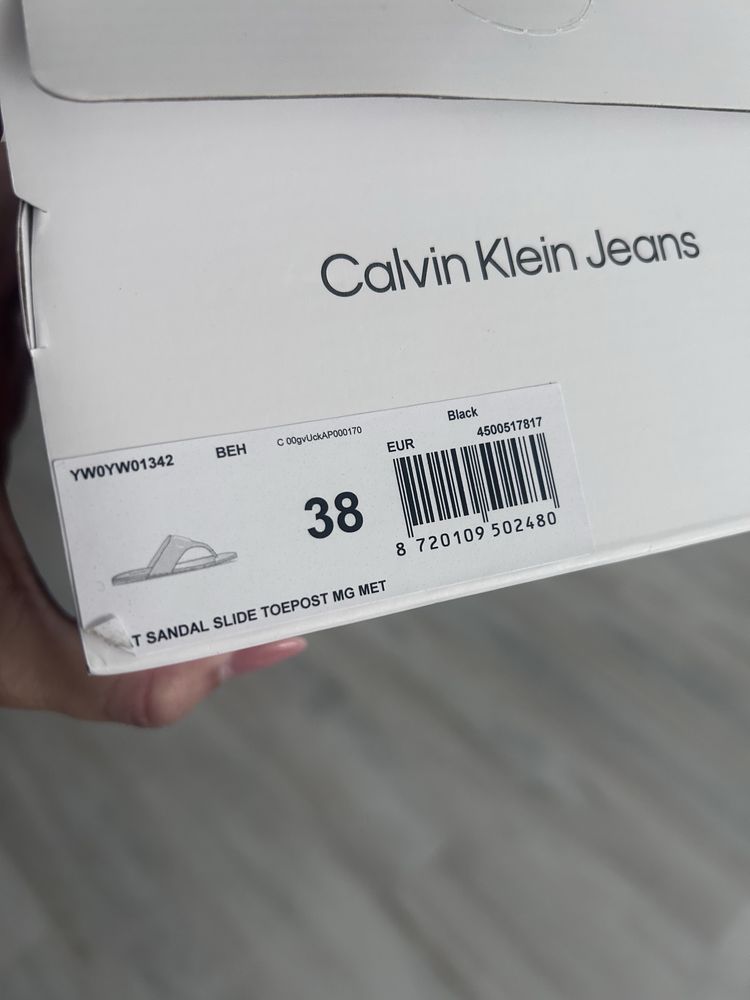 Calvin Klein Jeans
YW0YW01342 BEH C 00gvUckAP000170 Black
EUR 4500517817
38
8 720109 502480
T SANDAL SLIDE TOEPOST MG MET